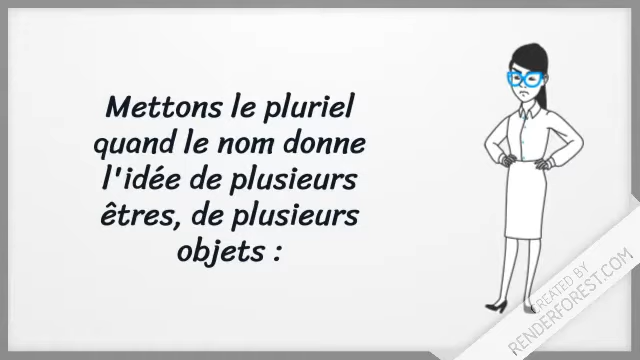 Mettons le pluriel
quand le nom donne
l'idée de plusieurs
êtres, de plusieurs
objets :
CREATED BY
RENDERFOREST.COM